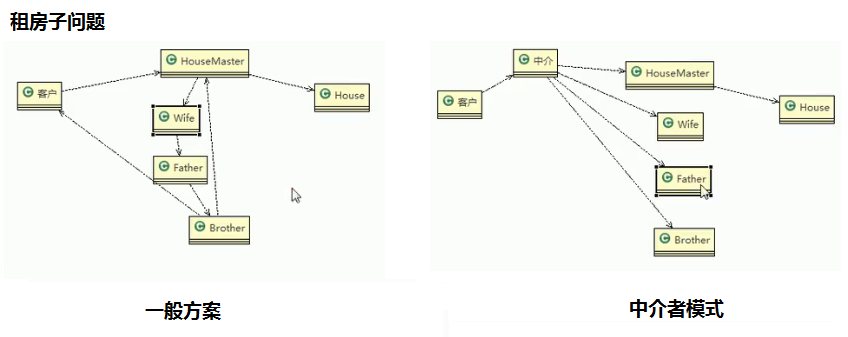 租房子问题
C HouseMaster
C 客户
C House
C Wife
C Father
C Brother
一般方案
C 中介
C HouseMaster
C 客户
C House
C Wife
C Father
C Brother
中介者模式